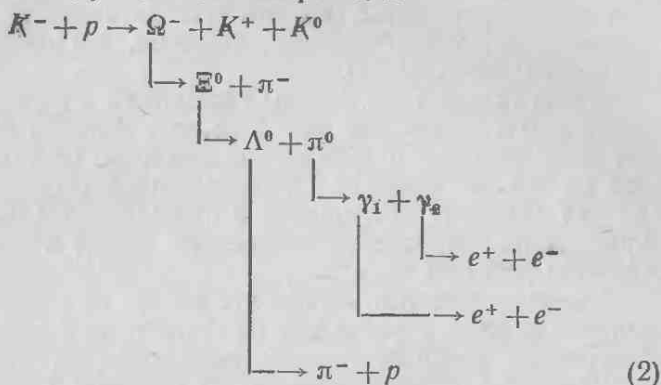 K⁻ + p → Ω⁻ + K⁺ + K⁰
→ Ξ⁰ + π⁻
→ Λ⁰ + π⁰
→ γ₁ + γ₂
→ e⁺ + e⁻
→ e⁺ + e⁻
→ π⁻ + p (2)